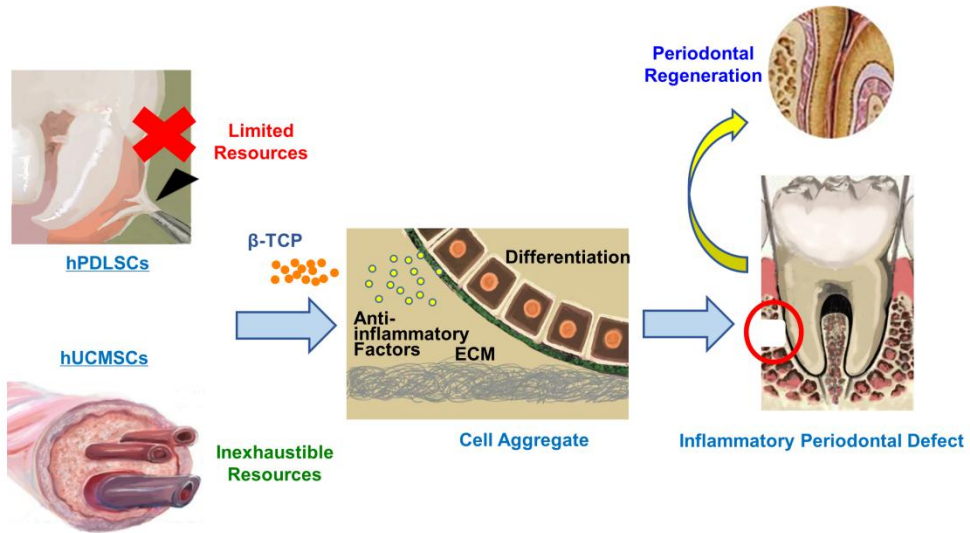 Periodontal
Regeneration
Limited
Resources
hPDLSCs
β-TCP
Differentiation
Anti-
inflammatory
Factors
ECM
hUCMSCs
Cell Aggregate
Inflammatory Periodontal Defect
Inexhaustible
Resources